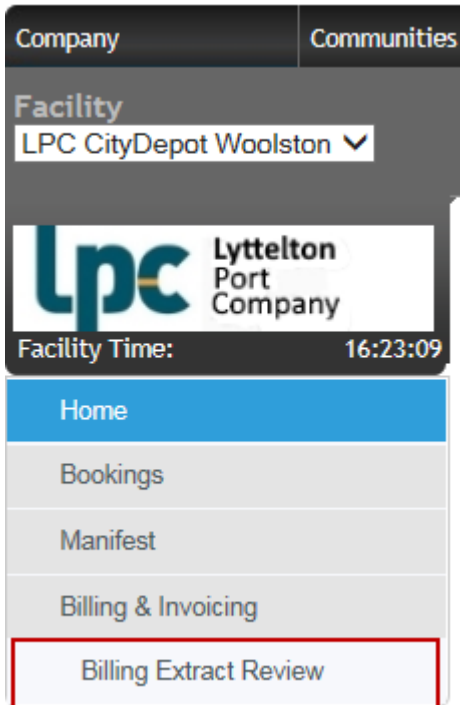 Company Communities
Facility
LPC CityDepot Woolston
lpc Lyttelton
Port
Company
Facility Time: 16:23:09
Home
Bookings
Manifest
Billing & Invoicing
Billing Extract Review